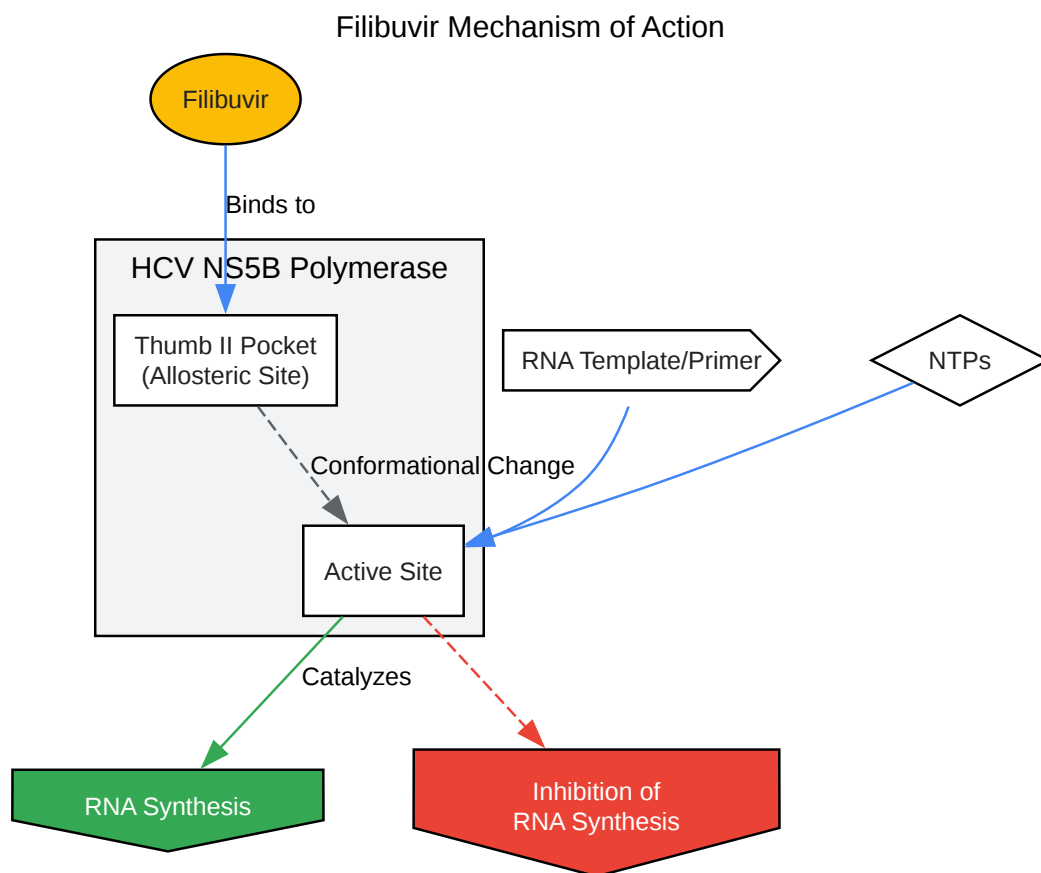 Filibuvir Mechanism of Action
Filibuvir
Binds to
HCV NS5B Polymerase
Thumb II Pocket
(Allosteric Site)
RNA Template/Primer
NTPs
Conformational Change
Active Site
Catalyzes
RNA Synthesis
Inhibition of
RNA Synthesis